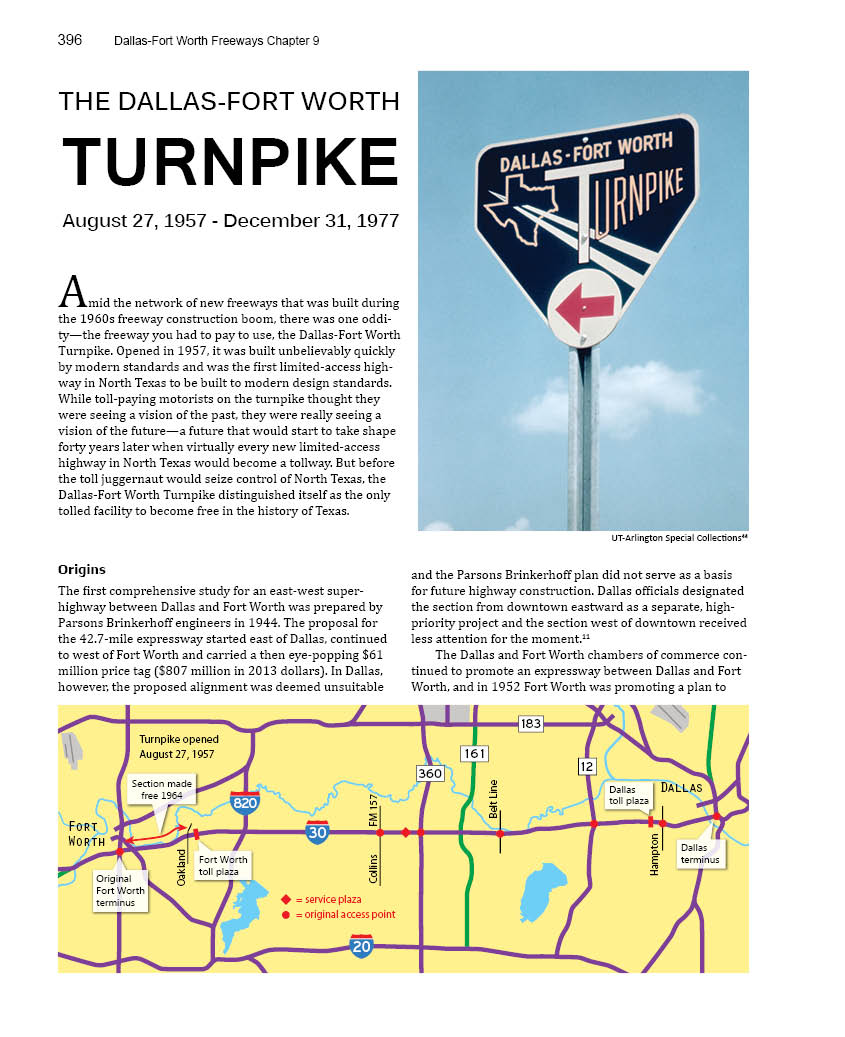 396 Dallas-Fort Worth Freeways Chapter 9
THE DALLAS-FORT WORTH
TURNPIKE
August 27, 1957 - December 31, 1977
DALLAS-FORT WORTH
TURNPIKE
Amid the network of new freeways that was built during
the 1960s freeway construction boom, there was one oddi-
ty—the freeway you had to pay to use, the Dallas-Fort Worth
Turnpike. Opened in 1957, it was built unbelievably quickly
by modern standards and was the first limited-access high-
way in North Texas to be built to modern design standards.
While toll-paying motorists on the turnpike thought they
were seeing a vision of the past, they were really seeing a
vision of the future—a future that would start to take shape
forty years later when virtually every new limited-access
highway in North Texas would become a tollway. But before
the toll juggernaut would seize control of North Texas, the
Dallas-Fort Worth Turnpike distinguished itself as the only
tolled facility to become free in the history of Texas.
UT-Arlington Special Collections⁴⁴
Origins
The first comprehensive study for an east-west super-
highway between Dallas and Fort Worth was prepared by
Parsons Brinkerhoff engineers in 1944. The proposal for
the 42.7-mile expressway started east of Dallas, continued
to west of Fort Worth and carried a then eye-popping $61
million price tag ($807 million in 2013 dollars). In Dallas,
however, the proposed alignment was deemed unsuitable
and the Parsons Brinkerhoff plan did not serve as a basis
for future highway construction. Dallas officials designated
the section from downtown eastward as a separate, high-
priority project and the section west of downtown received
less attention for the moment.¹¹
The Dallas and Fort Worth chambers of commerce con-
tinued to promote an expressway between Dallas and Fort
Worth, and in 1952 Fort Worth was promoting a plan to
Turnpike opened
August 27, 1957
Section made
free 1964
FORT
WORTH
Original
Fort Worth
terminus
Oakland
Fort Worth
toll plaza
820
30
20
FM 157
Collins
360
161
183
Belt Line
12
Dallas
toll plaza
DALLAS
Hampton
Dallas
terminus
= service plaza
= original access point